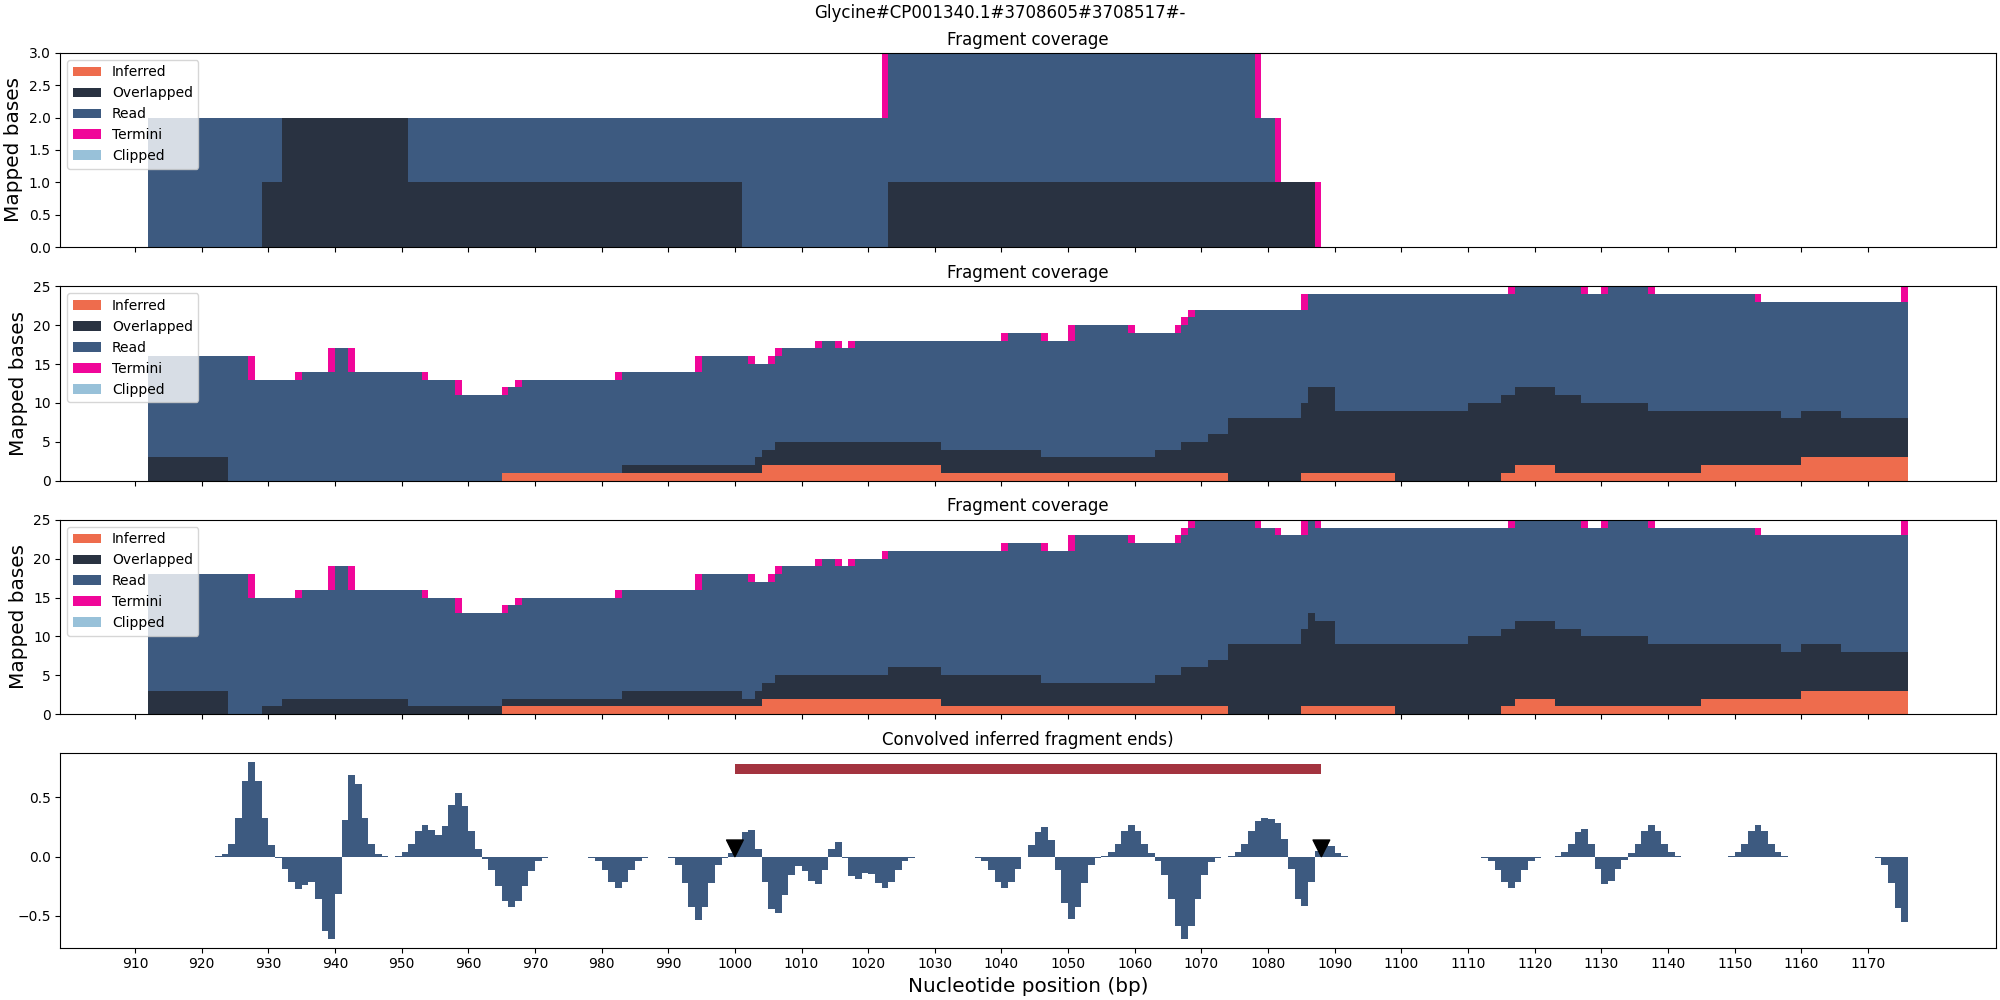 Glycine#CP001340.1#3708605#3708517#-
Fragment coverage
Mapped bases
3.0
2.5
2.0
1.5
1.0
0.5
0.0
Inferred
Overlapped
Read
Termini
Clipped
Fragment coverage
Mapped bases
25
20
15
10
5
0
Inferred
Overlapped
Read
Termini
Clipped
Fragment coverage
Mapped bases
25
20
15
10
5
0
Inferred
Overlapped
Read
Termini
Clipped
Convolved inferred fragment ends)
0.5
0.0
−0.5
910 920 930 940 950 960 970 980 990 1000 1010 1020 1030 1040 1050 1060 1070 1080 1090 1100 1110 1120 1130 1140 1150 1160 1170
Nucleotide position (bp)